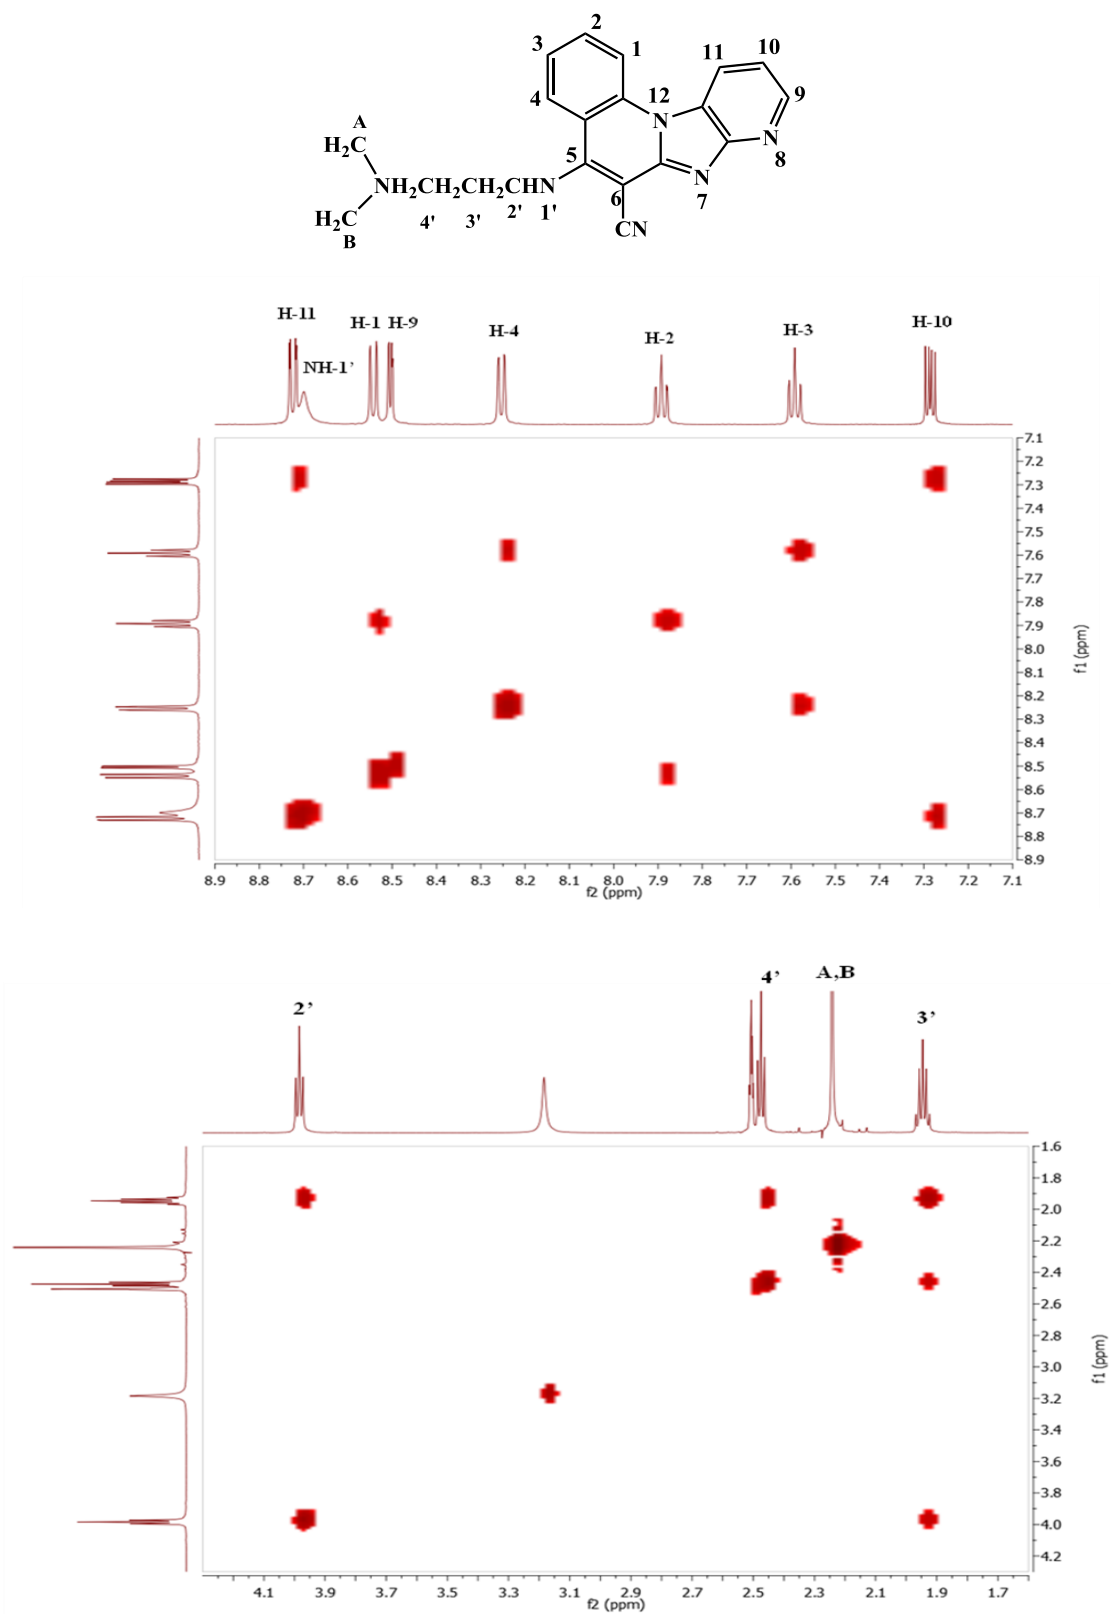 2
3
1
11
10
4
12
9
A
N
N
8
H₂C
5
N
7
NH₂CH₂CH₂CHN
6
H₂C
4'
3'
2'
1'
B
CN
H-11
H-1
H-9
H-4
H-2
H-3
H-10
NH-1’
7.1
7.2
7.3
7.4
7.5
7.6
7.7
7.8
7.9
8.0
8.1
8.2
8.3
8.4
8.5
8.6
8.7
8.8
8.9
f1 (ppm)
8.9 8.8 8.7 8.6 8.5 8.4 8.3 8.2 8.1 8.0 7.9 7.8 7.7 7.6 7.5 7.4 7.3 7.2 7.1
f2 (ppm)
2’
4’
A,B
3’
1.6
1.8
2.0
2.2
2.4
2.6
2.8
3.0
3.2
3.4
3.6
3.8
4.0
4.2
f1 (ppm)
4.1 3.9 3.7 3.5 3.3 3.1 2.9 2.7 2.5 2.3 2.1 1.9 1.7
f2 (ppm)